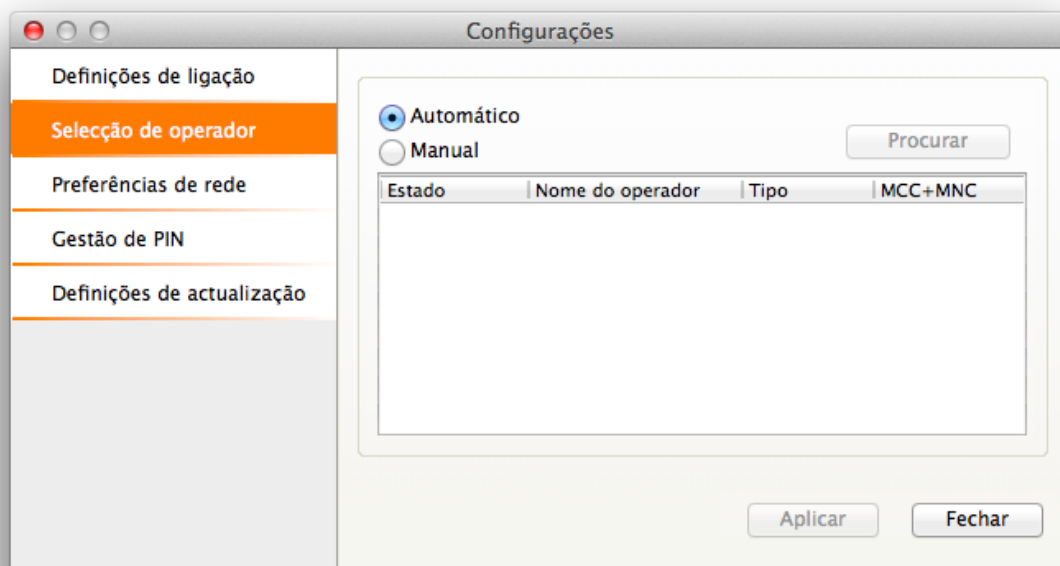 Configurações
Definições de ligação
Selecção de operador
Preferências de rede
Gestão de PIN
Definições de actualização
Automático
Manual
Procurar
Estado Nome do operador Tipo MCC+MNC
Aplicar Fechar